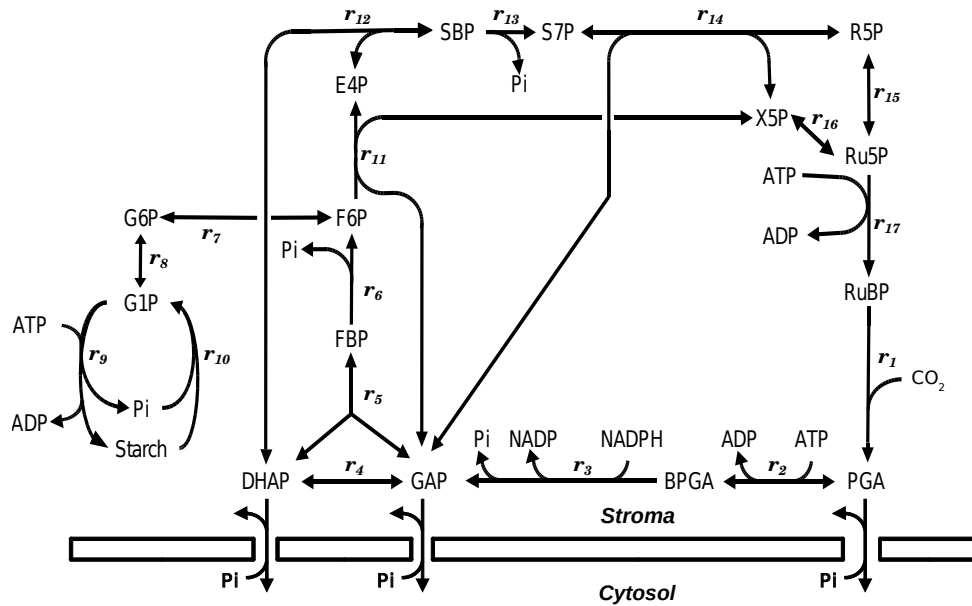 r12 r13 r14
SBP S7P R5P
E4P Pi
r15
X5P r16
r11 Ru5P
ATP
G6P F6P
r7 ADP r17
Pi
r8
r6
G1P RuBP
ATP
FBP
r9 r10 r1
CO2
r5
ADP Pi
Starch Pi NADP NADPH ADP ATP
r4 r3 r2
DHAP GAP BPGA PGA
Stroma
Pi Pi Pi
Cytosol